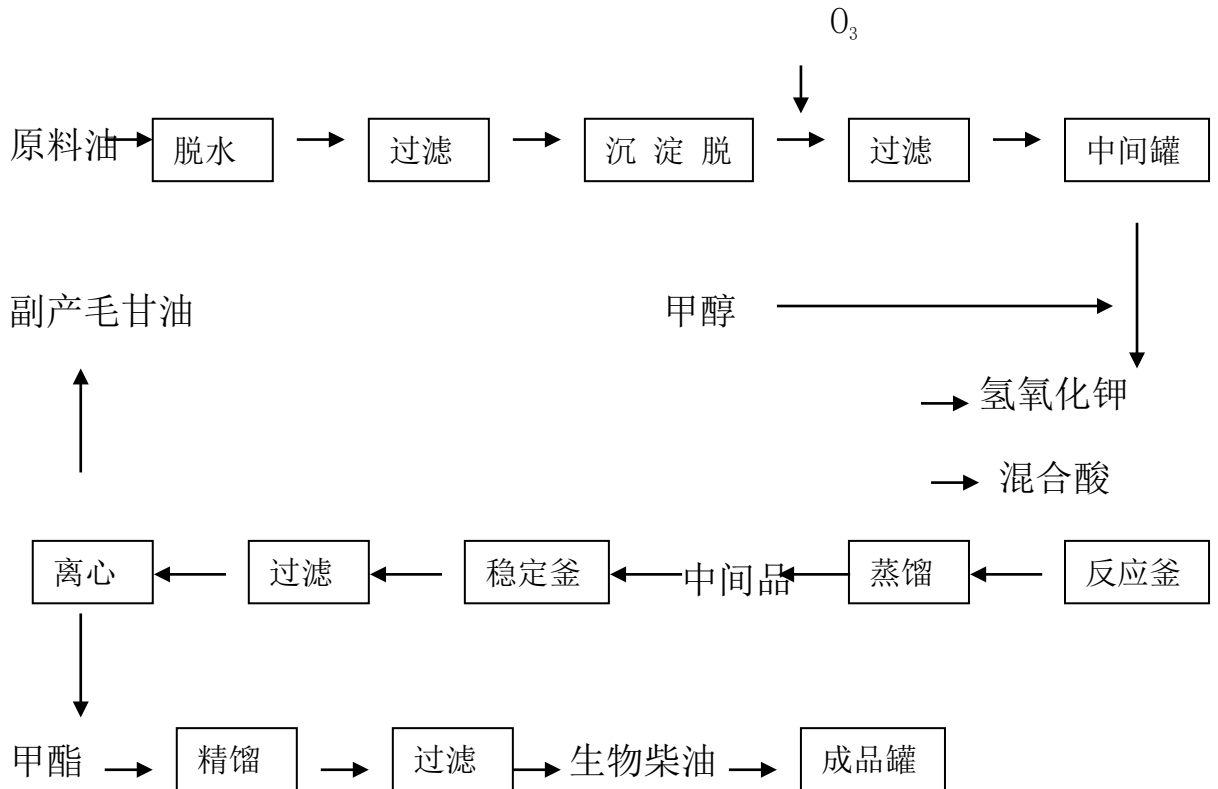 O₃
原料油 脱水 过滤 沉 淀 脱 过滤 中间罐
副产毛甘油 甲醇
氢氧化钾
混合酸
离心 过滤 稳定釜 中间品 蒸馏 反应釜
甲酯 精馏 过滤 生物柴油 成品罐